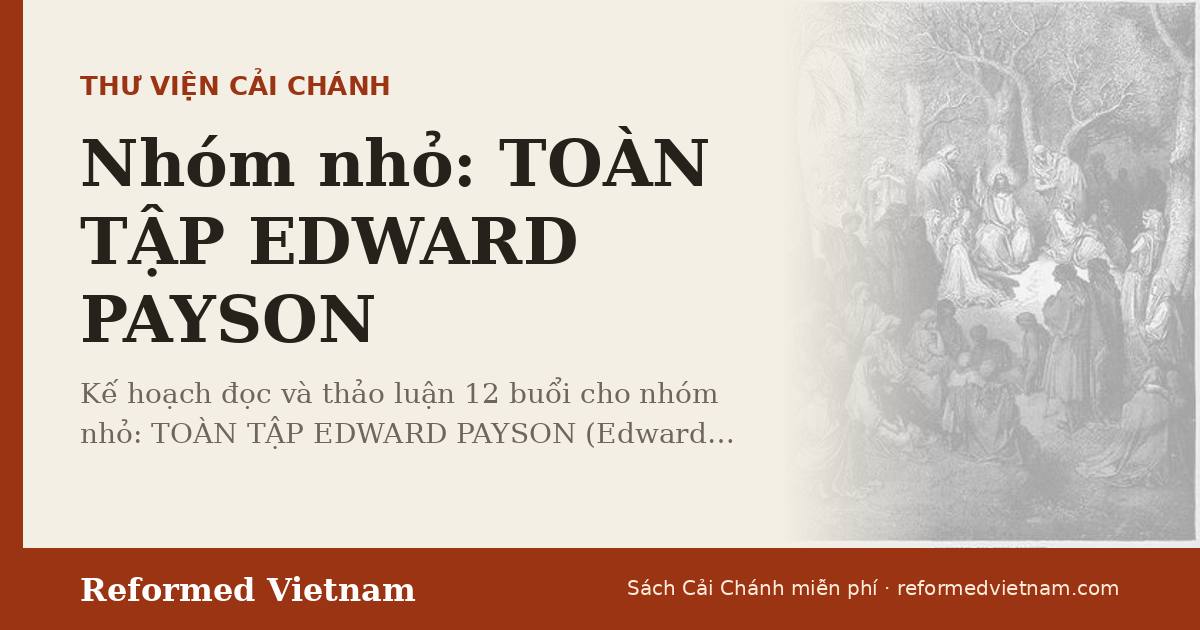 THƯ VIỆN CẢI CHÁNH
Nhóm nhỏ: TOÀN
TẬP EDWARD
PAYSON
Kế hoạch đọc và thảo luận 12 buổi cho nhóm
nhỏ: TOÀN TẬP EDWARD PAYSON (Edward...
Reformed Vietnam
Sách Cải Chánh miễn phí · reformedvietnam.com